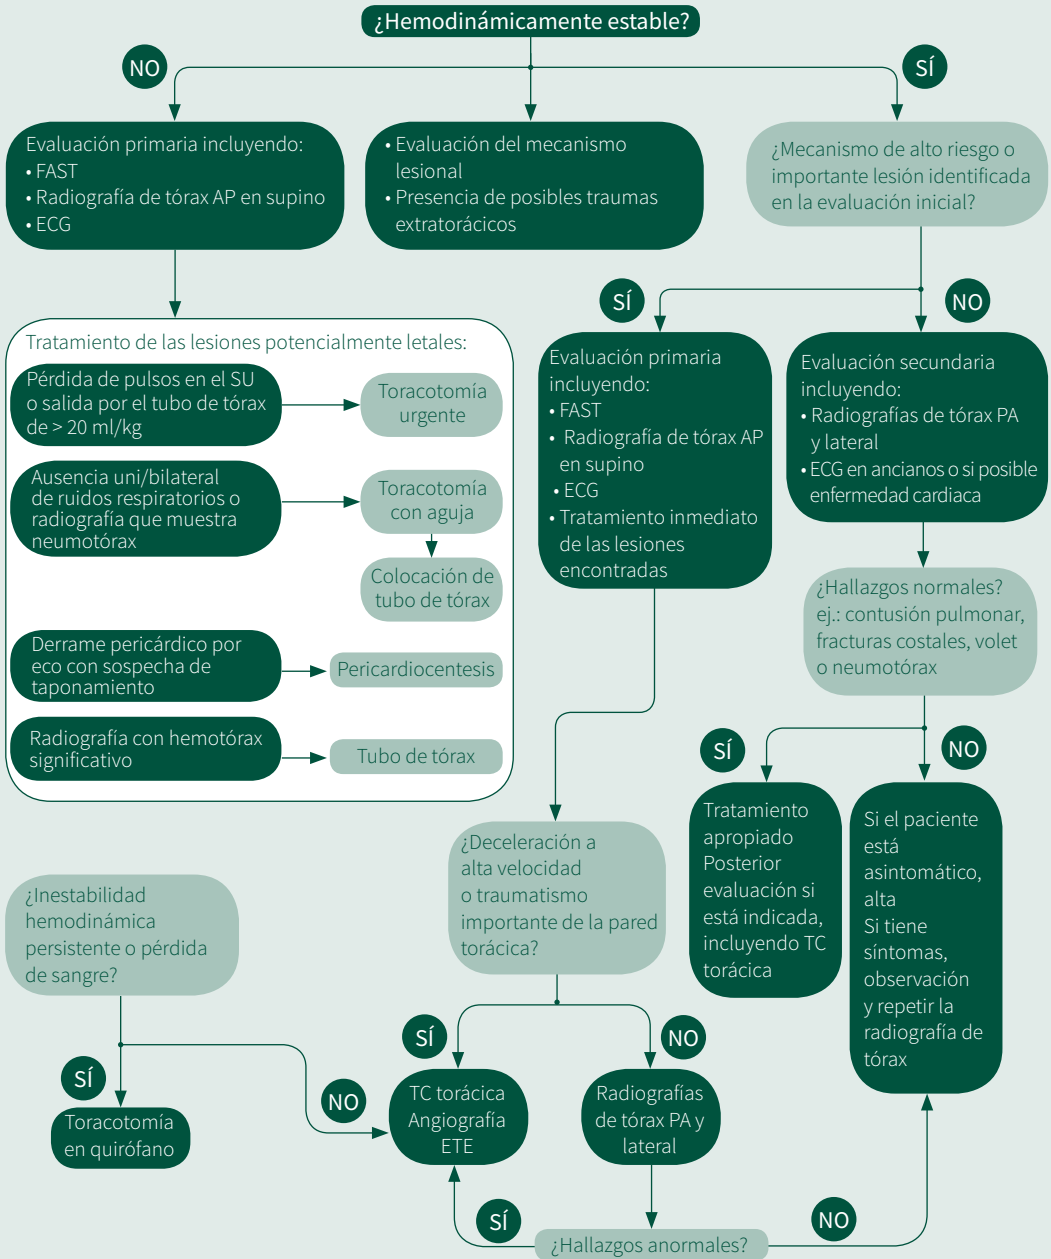 ¿Hemodinámicamente estable?
NO
SÍ
Evaluación primaria incluyendo:
• FAST
• Radiografía de tórax AP en supino
• ECG
• Evaluación del mecanismo
lesional
• Presencia de posibles traumas
extratorácicos
¿Mecanismo de alto riesgo o
importante lesión identificada
en la evaluación inicial?
SÍ
NO
Tratamiento de las lesiones potencialmente letales:
Pérdida de pulsos en el SU
o salida por el tubo de tórax
de > 20 ml/kg
Toracotomía
urgente
Ausencia uni/bilateral
de ruidos respiratorios o
radiografía que muestra
neumotórax
Toracotomía
con aguja
Colocación de
tubo de tórax
Derrame pericárdico por
eco con sospecha de
taponamiento
Pericardiocentesis
Radiografía con hemotórax
significativo
Tubo de tórax
Evaluación primaria
incluyendo:
• FAST
• Radiografía de tórax AP
en supino
• ECG
• Tratamiento inmediato
de las lesiones
encontradas
Evaluación secundaria
incluyendo:
• Radiografías de tórax PA
y lateral
• ECG en ancianos o si posible
enfermedad cardiaca
¿Hallazgos normales?
ej.: contusión pulmonar,
fracturas costales, volet
o neumotórax
SÍ
NO
Tratamiento
apropiado
Posterior
evaluación si
está indicada,
incluyendo TC
torácica
Si el paciente
está
asintomático,
alta
Si tiene
síntomas,
observación
y repetir la
radiografía de
tórax
¿Deceleración a
alta velocidad
o traumatismo
importante de la pared
torácica?
¿Inestabilidad
hemodinámica
persistente o pérdida
de sangre?
SÍ
NO
SÍ
NO
Toracotomía
en quirófano
TC torácica
Angiografía
ETE
Radiografías
de tórax PA y
lateral
SÍ
NO
¿Hallazgos anormales?